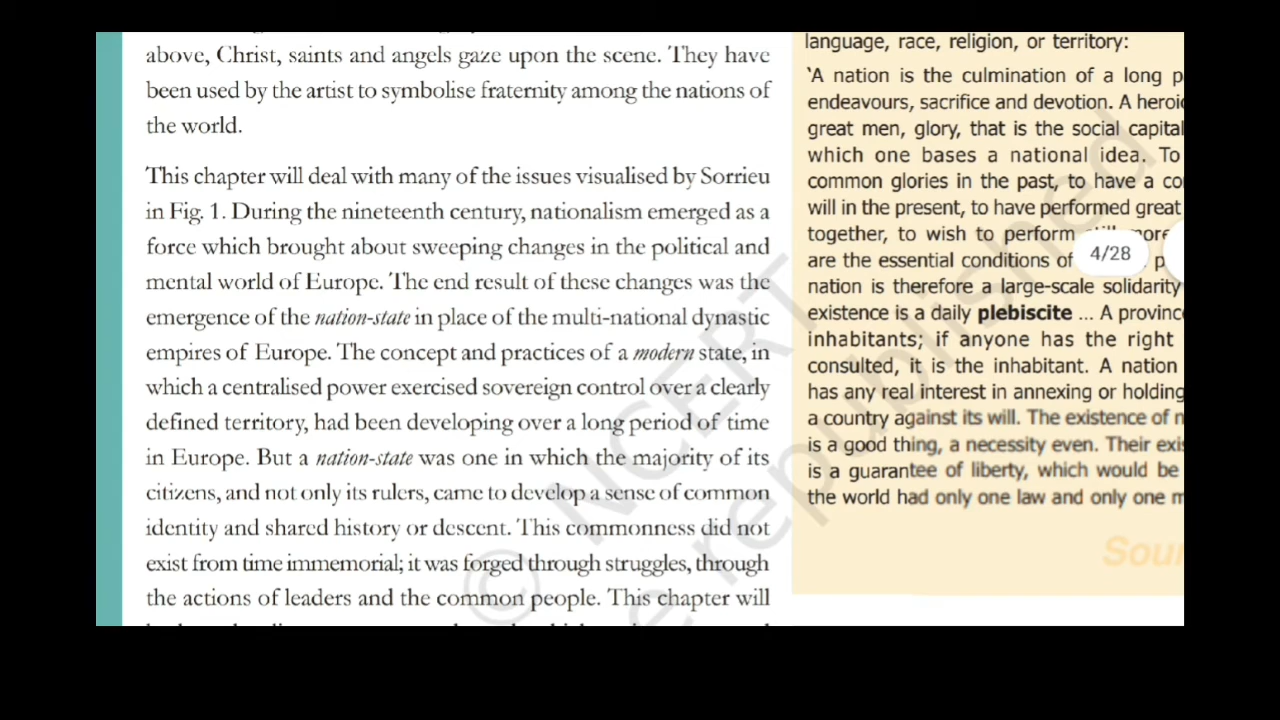 above, Christ, saints and angels gaze upon the scene. They have
been used by the artist to symbolise fraternity among the nations of
the world.
This chapter will deal with many of the issues visualised by Sorrieu
in Fig. 1. During the nineteenth century, nationalism emerged as a
force which brought about sweeping changes in the political and
mental world of Europe. The end result of these changes was the
emergence of the nation-state in place of the multi-national dynastic
empires of Europe. The concept and practices of a modern state, in
which a centralised power exercised sovereign control over a clearly
defined territory, had been developing over a long period of time
in Europe. But a nation-state was one in which the majority of its
citizens, and not only its rulers, came to develop a sense of common
identity and shared history or descent. This commonness did not
exist from time immemorial; it was forged through struggles, through
the actions of leaders and the common people. This chapter will
language, race, religion, or territory:
‘A nation is the culmination of a long p
endeavours, sacrifice and devotion. A heroic
great men, glory, that is the social capital
which one bases a national idea. To
common glories in the past, to have a co
will in the present, to have performed great
together, to wish to perform still more
are the essential conditions of p
nation is therefore a large-scale solidarity
existence is a daily plebiscite ... A province
inhabitants; if anyone has the right
consulted, it is the inhabitant. A nation
has any real interest in annexing or holding
a country against its will. The existence of n
is a good thing, a necessity even. Their exis
is a guarantee of liberty, which would be
the world had only one law and only one m
4/28
Sour
© NCERT
republished